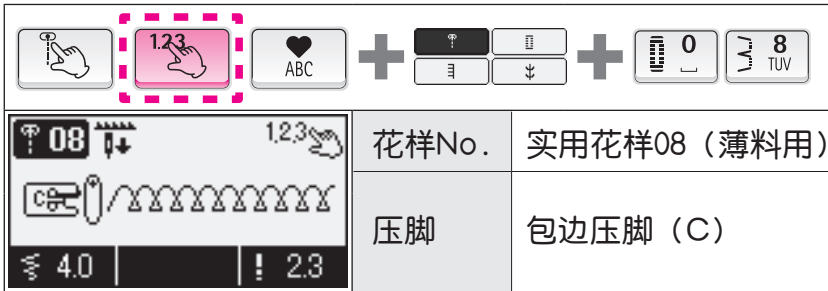 1.2.3
ABC
0
8
TUV
08
1.2.3
C
4.0
2.3
花样No.
实用花样08（薄料用）
压脚
包边压脚（C）